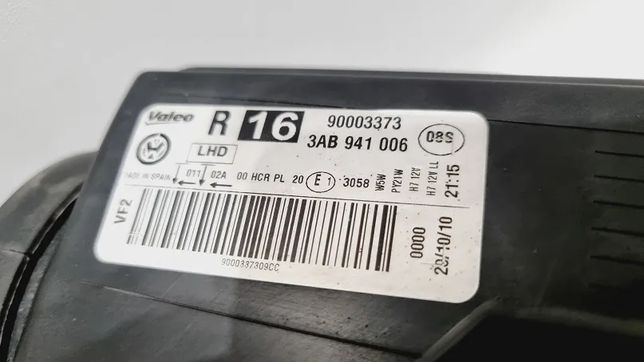 Valeo R 16 90003373
3AB 941 006 08S
LHD
MADE IN SPAIN 011 02A 00 HCR PL 20 E1 3058 W5W PY21W H7 12V H7 12V LL 21:15
VF2
0000
29/10/10
9000337309CC